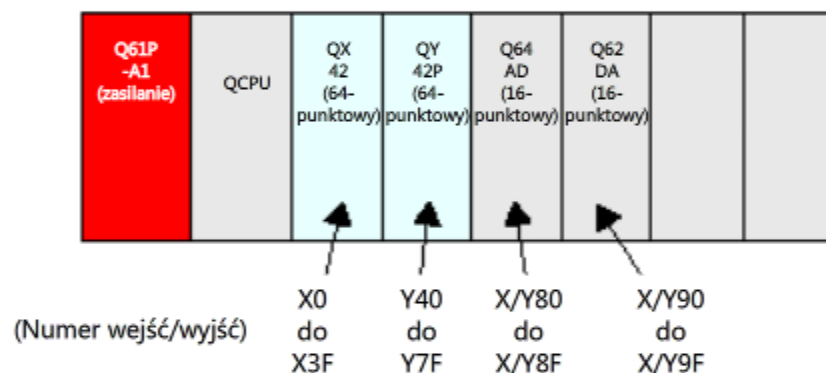 Q61P
-A1
(zasilanie)
QCPU
QX
42
(64-
punktowy)
QY
42P
(64-
punktowy)
Q64
AD
(16-
punktowy)
Q62
DA
(16-
punktowy)
(Numer wejść/wyjść)
X0
do
X3F
Y40
do
Y7F
X/Y80
do
X/Y8F
X/Y90
do
X/Y9F